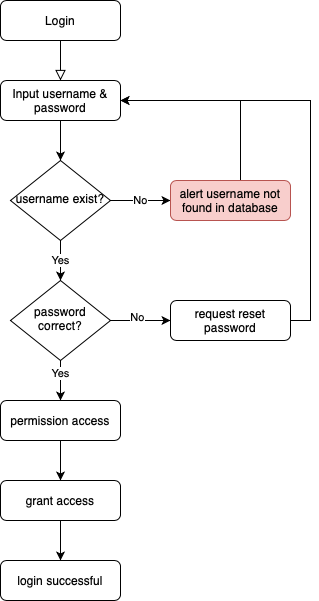 Login
Input username &
password
username exist?
No
alert username not
found in database
Yes
password
correct?
No
request reset
password
Yes
permission access
grant access
login successful